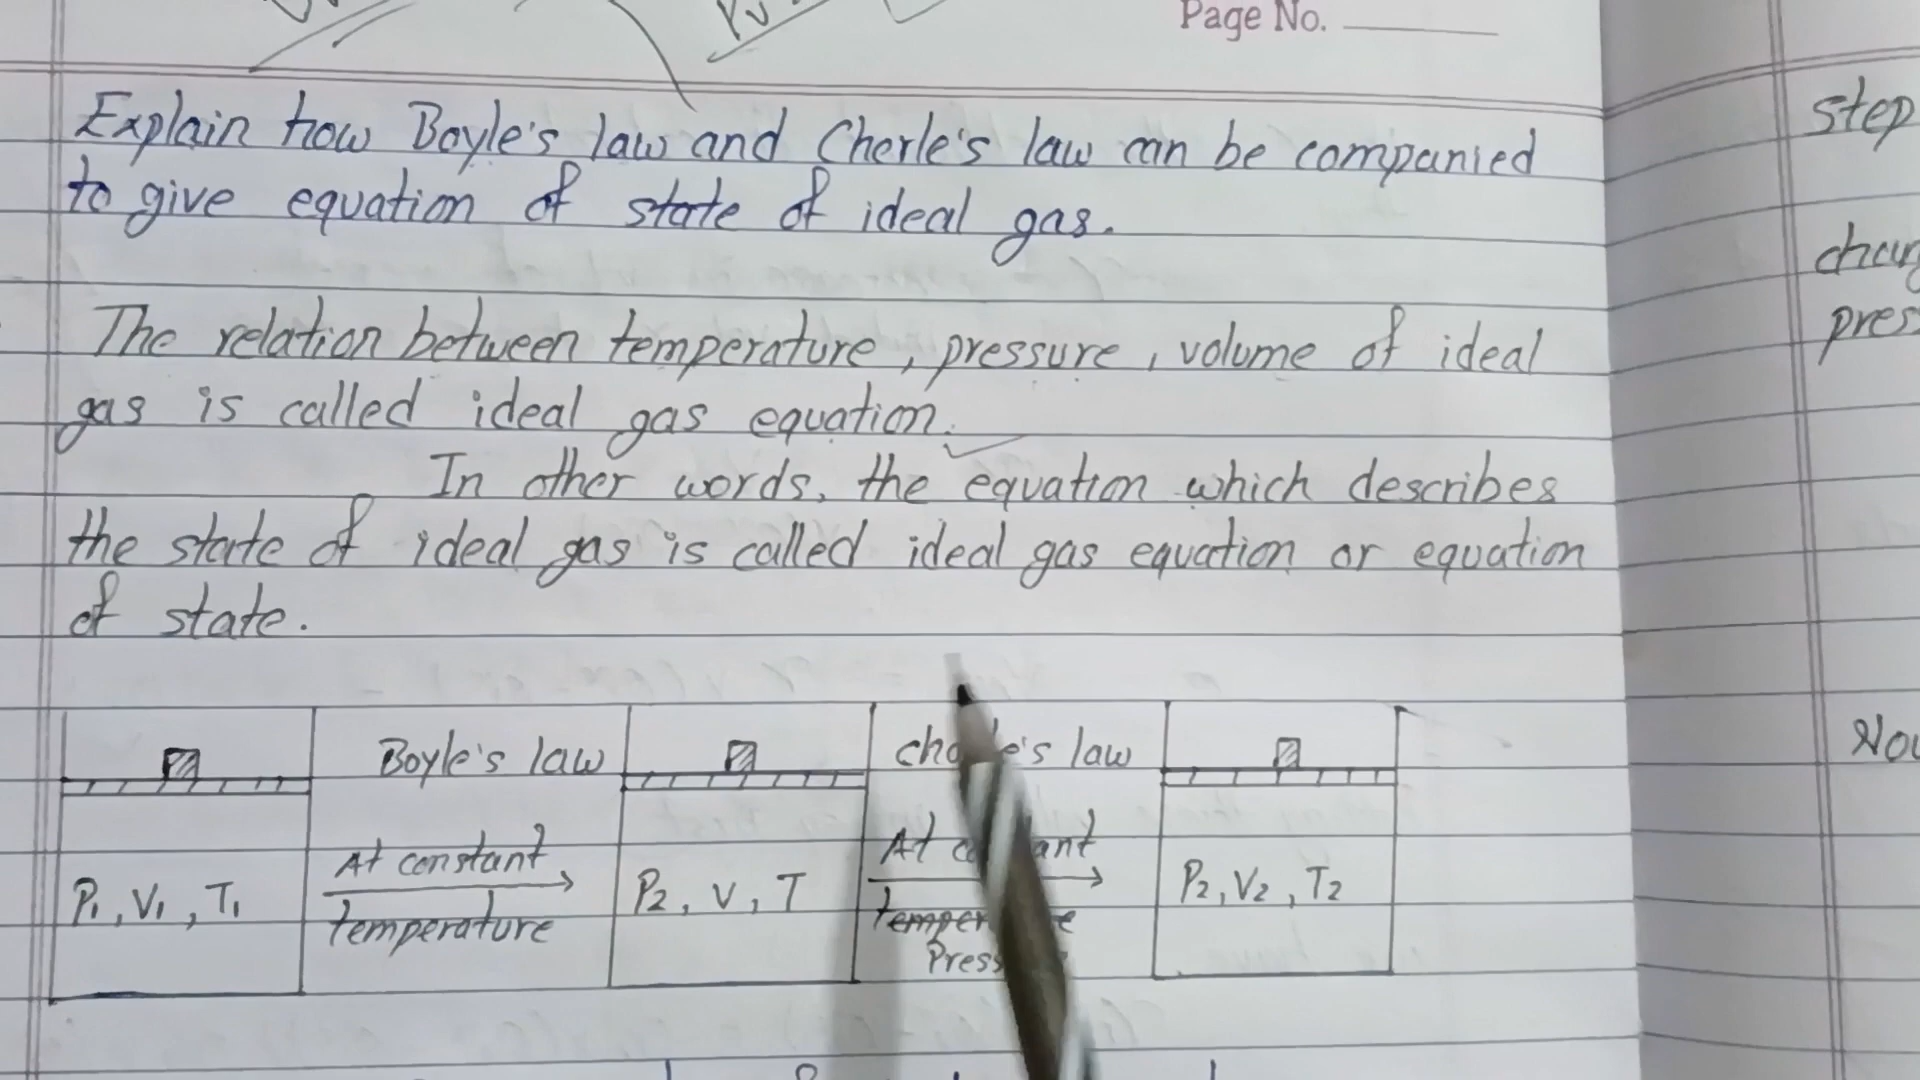 Page No.
Explain how Boyle's law and Cherle's law can be companied
to give equation of state of ideal gas.
The relation between temperature, pressure, volume of ideal
gas is called ideal gas equation.
In other words, the equation which describes
the state of ideal gas is called ideal gas equation or equation
of state.
Boyle's law
law
At constant
temperature
At
P₁, V₁, T₁
P₂, V, T
P₂, V₂, T₂
step